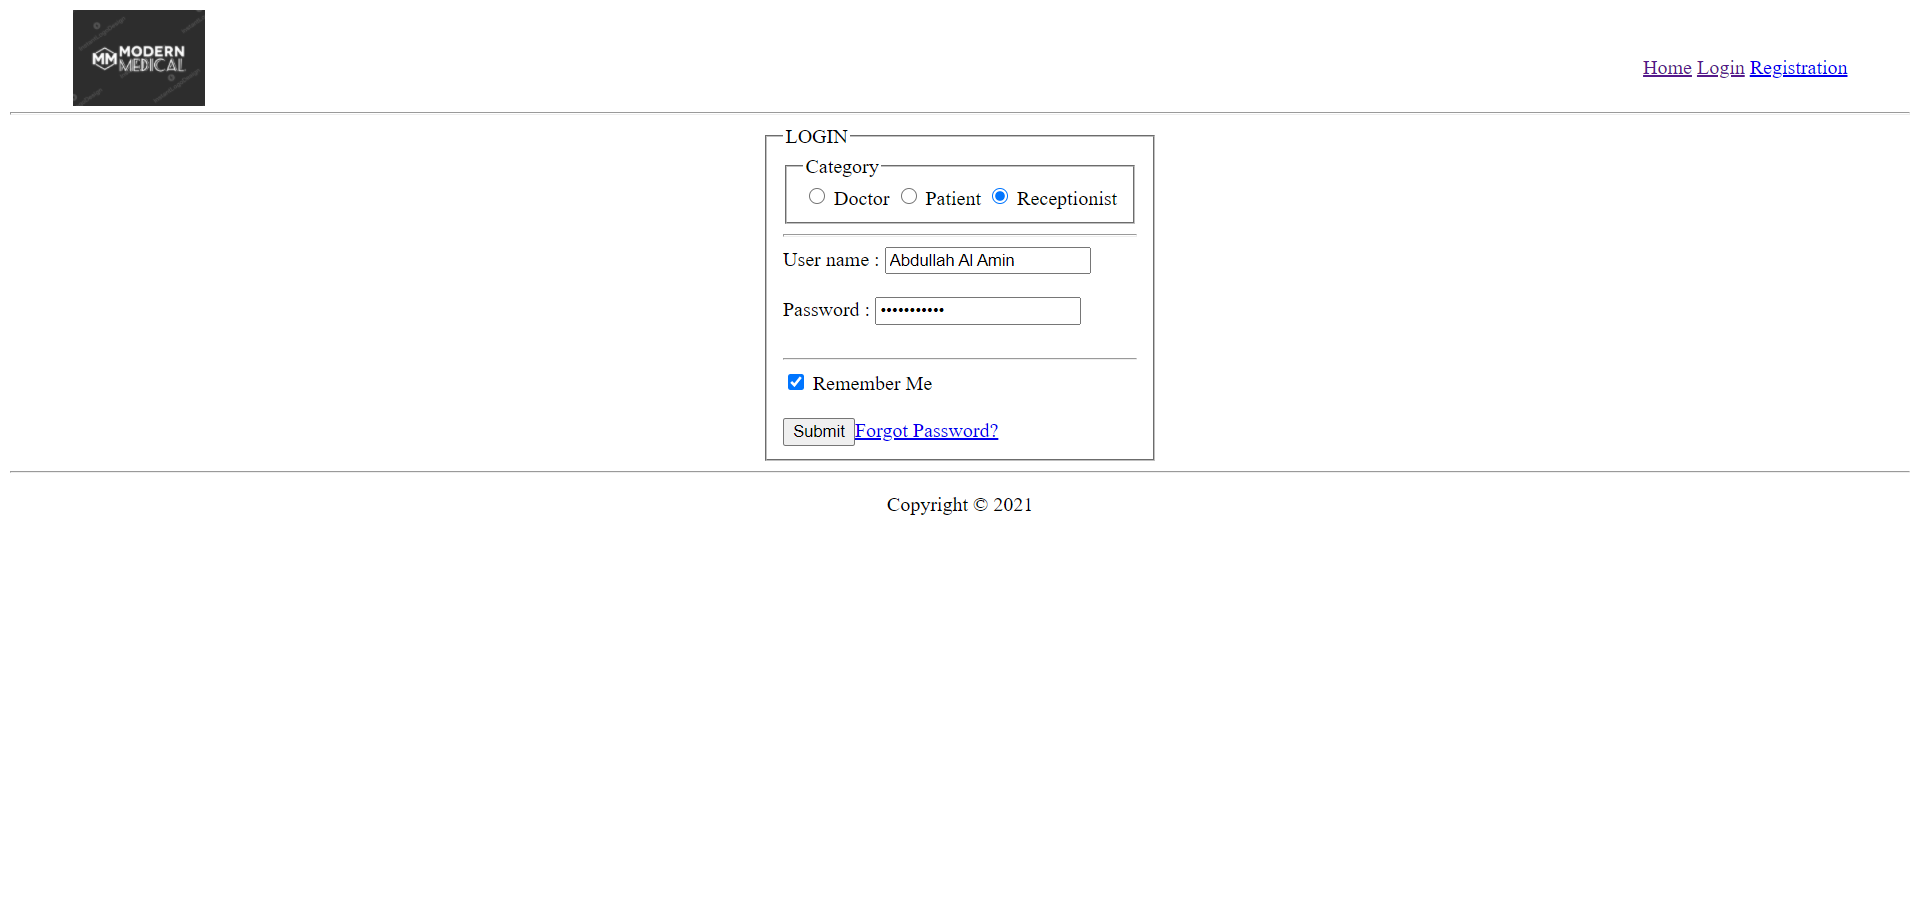 MM MODERN
MEDICAL
Home Login Registration
LOGIN
Category
Doctor Patient Receptionist
User name : Abdullah Al Amin
Password : •••••••••••
Remember Me
Submit Forgot Password?
Copyright © 2021